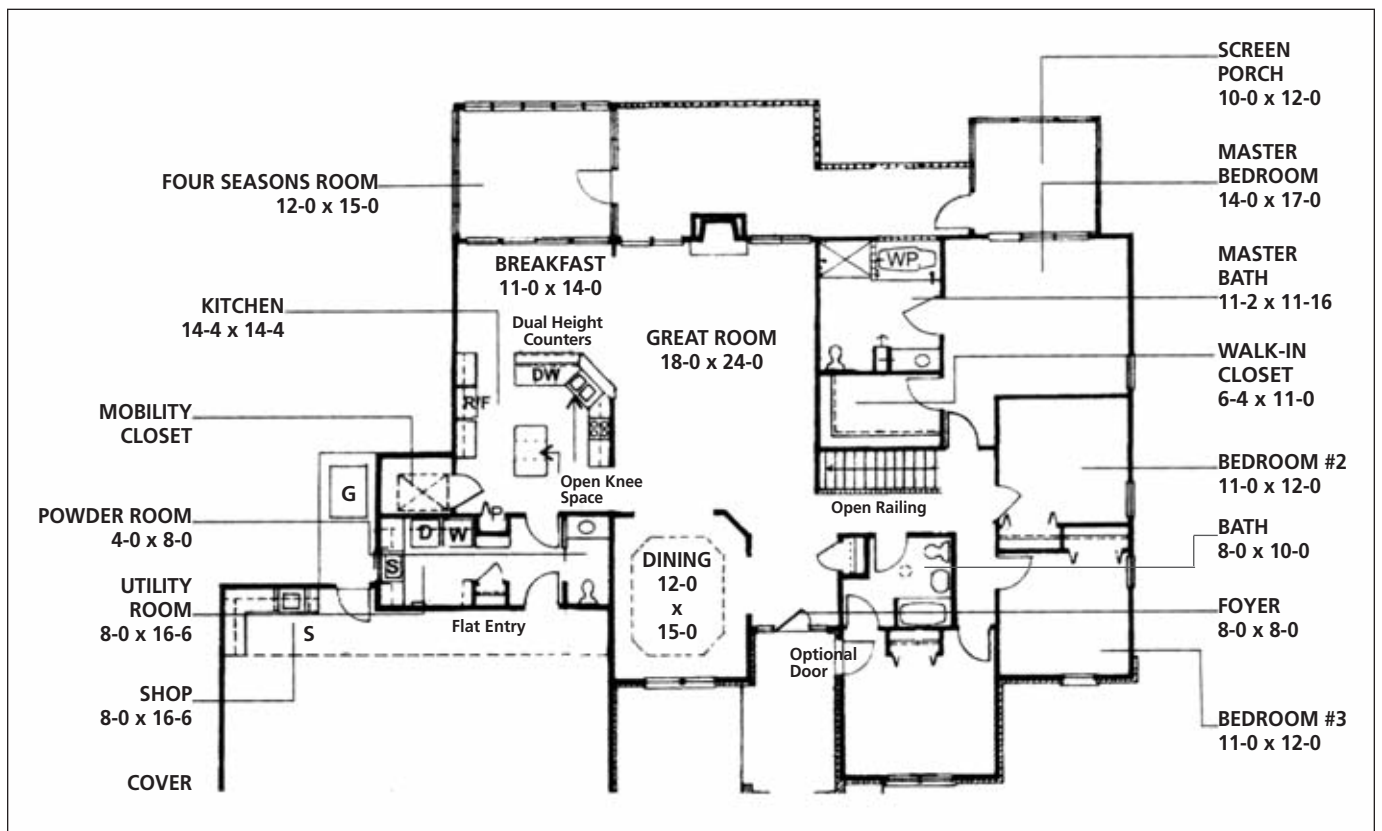 SCREEN
PORCH
10-0 x 12-0
MASTER
BEDROOM
14-0 x 17-0
FOUR SEASONS ROOM
12-0 x 15-0
BREAKFAST
11-0 x 14-0
WP
MASTER
BATH
11-2 x 11-16
KITCHEN
14-4 x 14-4
Dual Height
Counters
GREAT ROOM
18-0 x 24-0
DW
WALK-IN
CLOSET
6-4 x 11-0
R/F
MOBILITY
CLOSET
Open Knee
Space
G
P
BEDROOM #2
11-0 x 12-0
Open Railing
POWDER ROOM
4-0 x 8-0
D
W
BATH
8-0 x 10-0
S
DINING
12-0
x
15-0
UTILITY
ROOM
8-0 x 16-6
FOYER
8-0 x 8-0
S
Flat Entry
Optional
Door
SHOP
8-0 x 16-6
BEDROOM #3
11-0 x 12-0
COVER